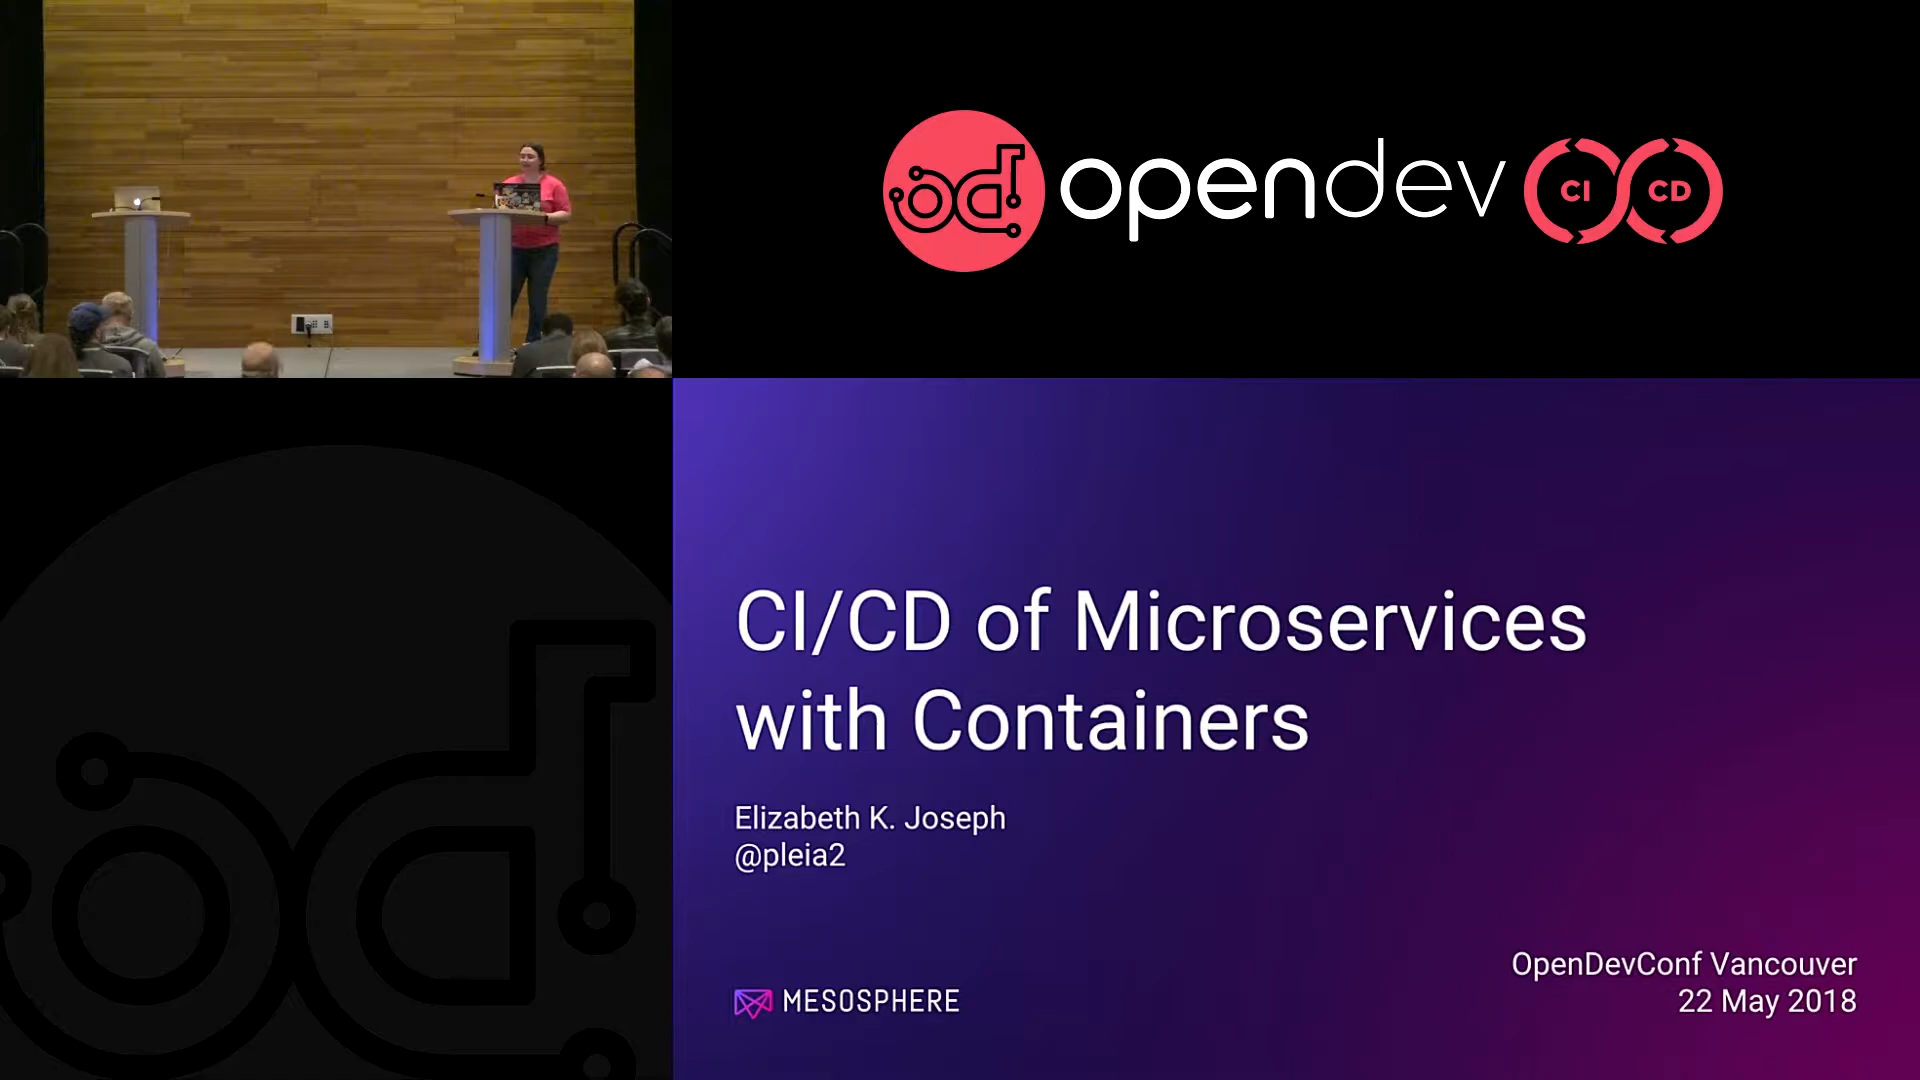 opendev
CI CD
CI/CD of Microservices
with Containers
Elizabeth K. Joseph
@pleia2
MESOSPHERE
OpenDevConf Vancouver
22 May 2018